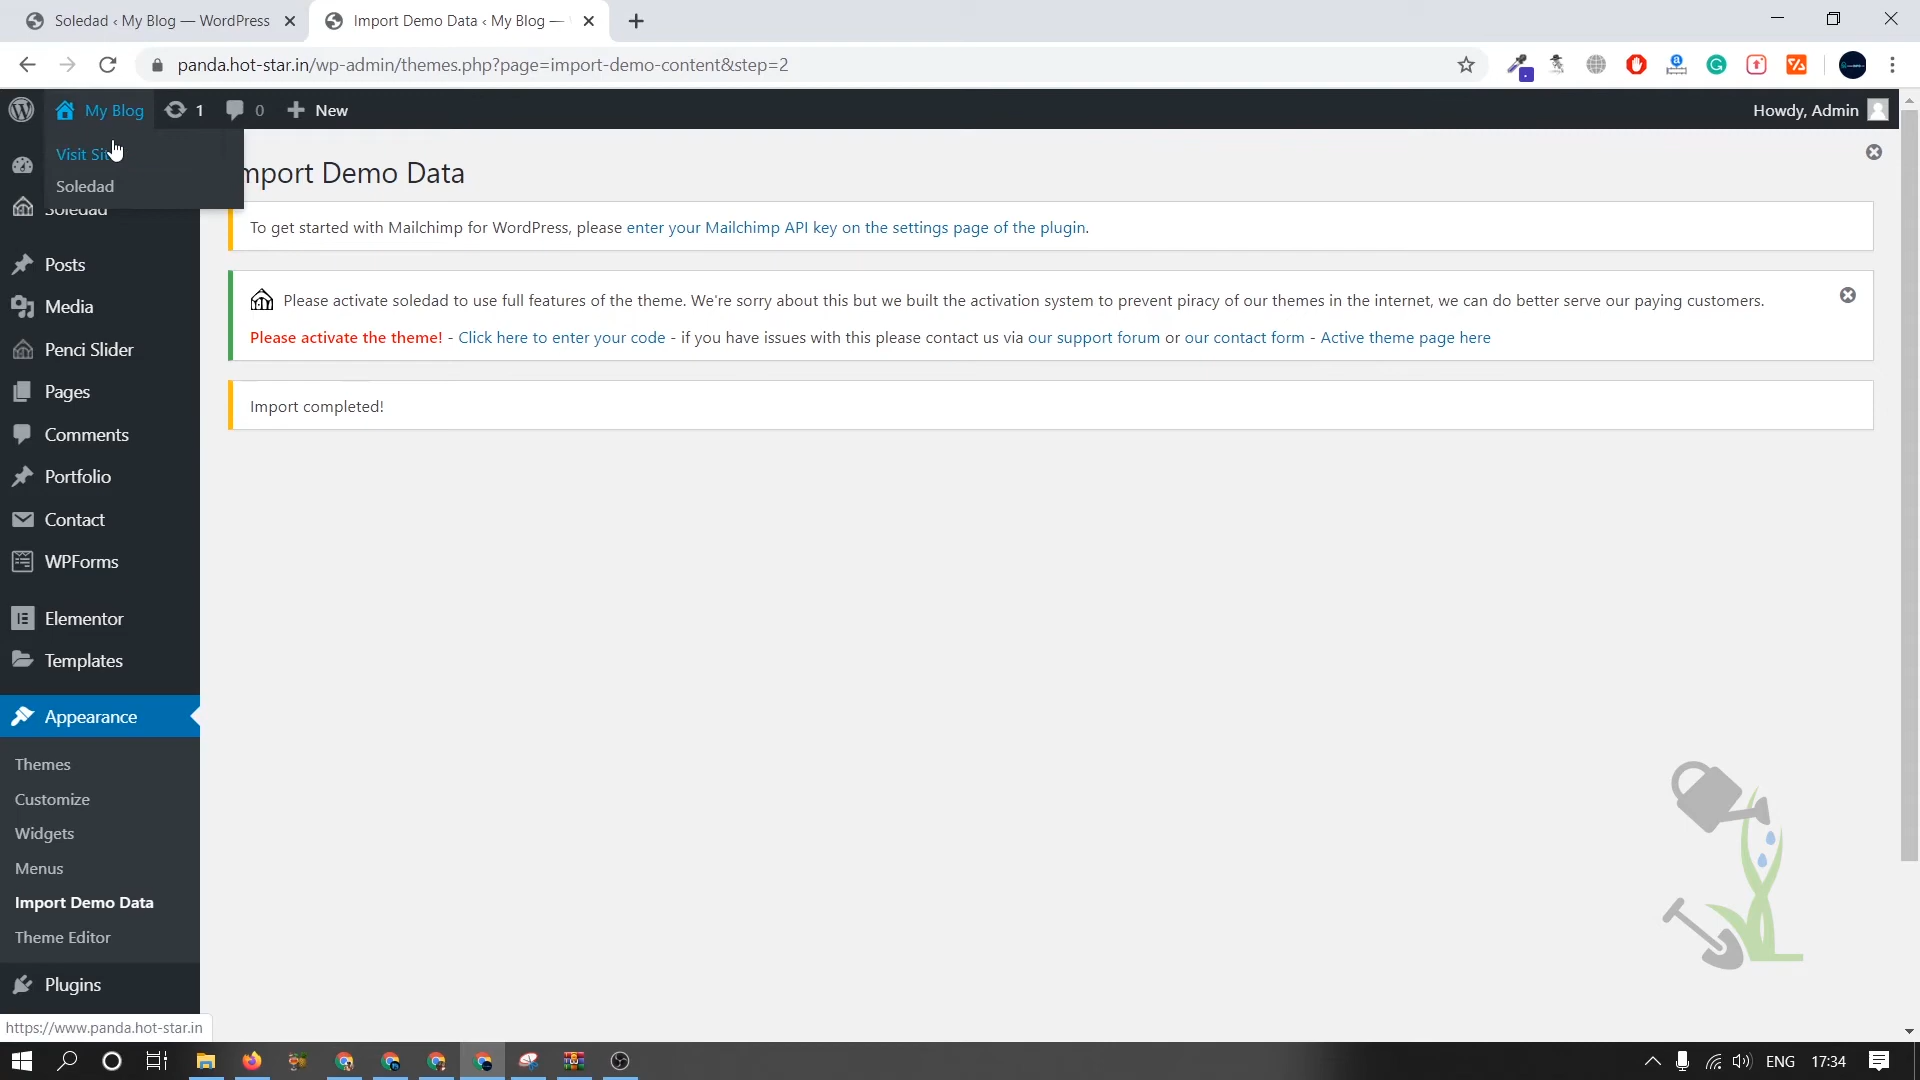 Soledad ‹ My Blog — WordPress
Import Demo Data ‹ My Blog —
panda.hot-star.in/wp-admin/themes.php?page=import-demo-content&step=2
My Blog 1 0 New
Howdy, Admin
Visit Sit
Soledad
Soledad
Posts
Media
Penci Slider
Pages
Comments
Portfolio
Contact
WPForms
Elementor
Templates
Appearance
Themes
Customize
Widgets
Menus
Import Demo Data
Theme Editor
Plugins
mport Demo Data
To get started with Mailchimp for WordPress, please enter your Mailchimp API key on the settings page of the plugin.
Please activate soledad to use full features of the theme. We're sorry about this but we built the activation system to prevent piracy of our themes in the internet, we can do better serve our paying customers.
Please activate the theme! - Click here to enter your code - if you have issues with this please contact us via our support forum or our contact form - Active theme page here
Import completed!
https://www.panda.hot-star.in
ENG 17:34